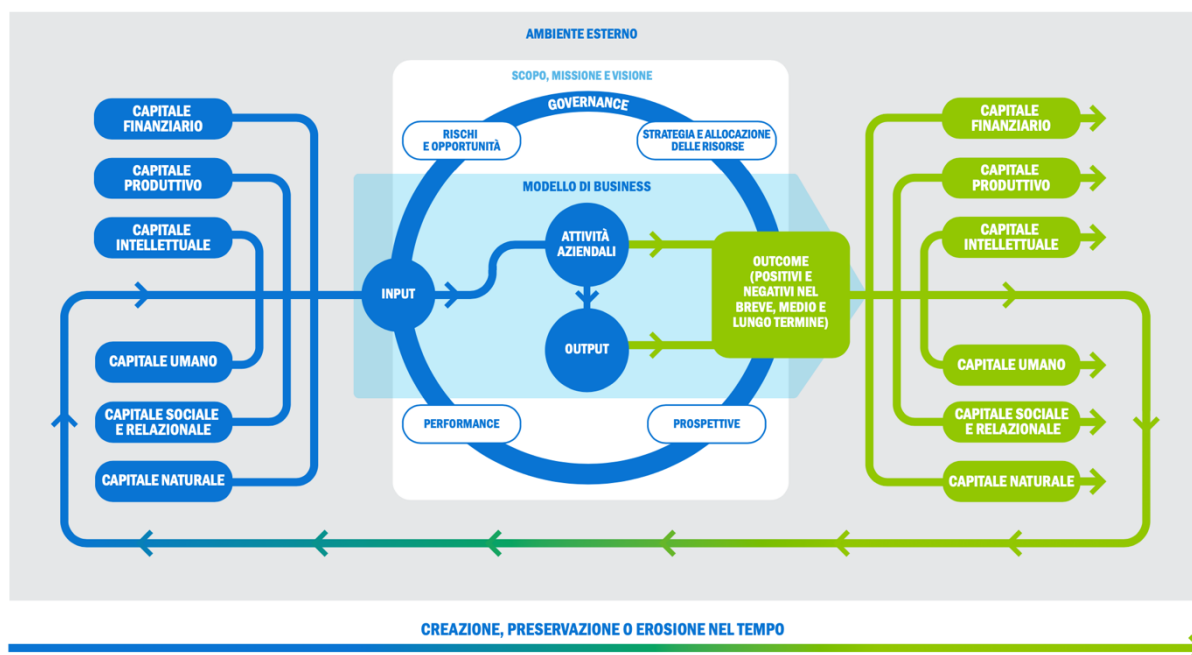 AMBIENTE ESTERNO
SCOPO, MISSIONE E VISIONE
GOVERNANCE
CAPITALE
FINANZIARIO
CAPITALE
PRODUTTIVO
CAPITALE
INTELLETTUALE
CAPITALE UMANO
CAPITALE SOCIALE
E RELAZIONALE
CAPITALE NATURALE
RISCHI
E OPPORTUNITÀ
STRATEGIA E ALLOCAZIONE
DELLE RISORSE
MODELLO DI BUSINESS
INPUT
ATTIVITÀ
AZIENDALI
OUTPUT
OUTCOME
(POSITIVI E
NEGATIVI NEL
BREVE, MEDIO E
LUNGO TERMINE)
PERFORMANCE
PROSPETTIVE
CAPITALE
FINANZIARIO
CAPITALE
PRODUTTIVO
CAPITALE
INTELLETTUALE
CAPITALE UMANO
CAPITALE SOCIALE
E RELAZIONALE
CAPITALE NATURALE
CREAZIONE, PRESERVAZIONE O EROSIONE NEL TEMPO